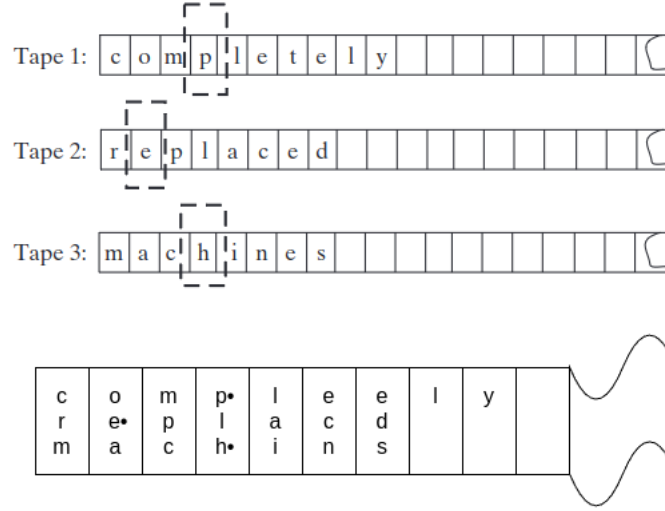 Tape 1: c o m p l e t e l y
Tape 2: r e p l a c e d
Tape 3: m a c h i n e s
c o m p• l e e l y
r e• p l a c d
m a c h• i n s